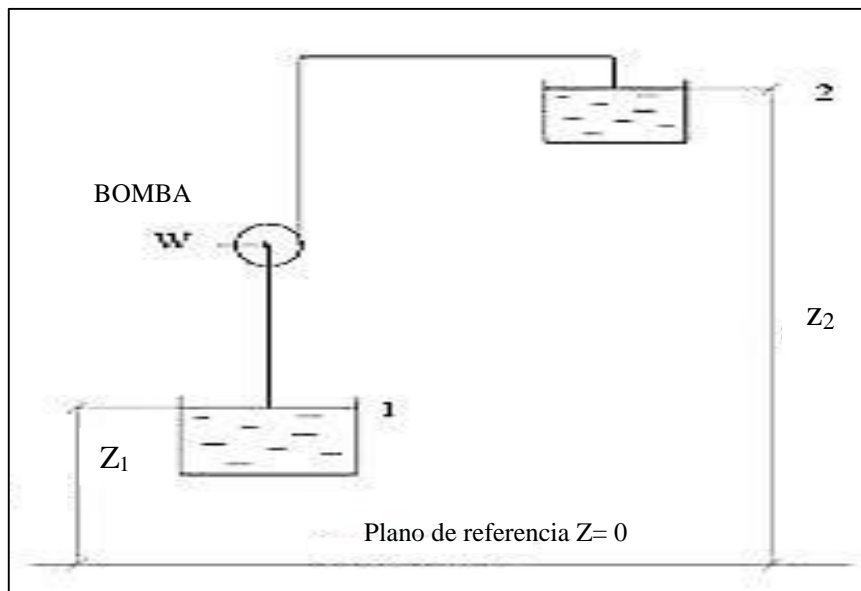 2
BOMBA
W
z₂
1
Z₁
Plano de referencia Z= 0